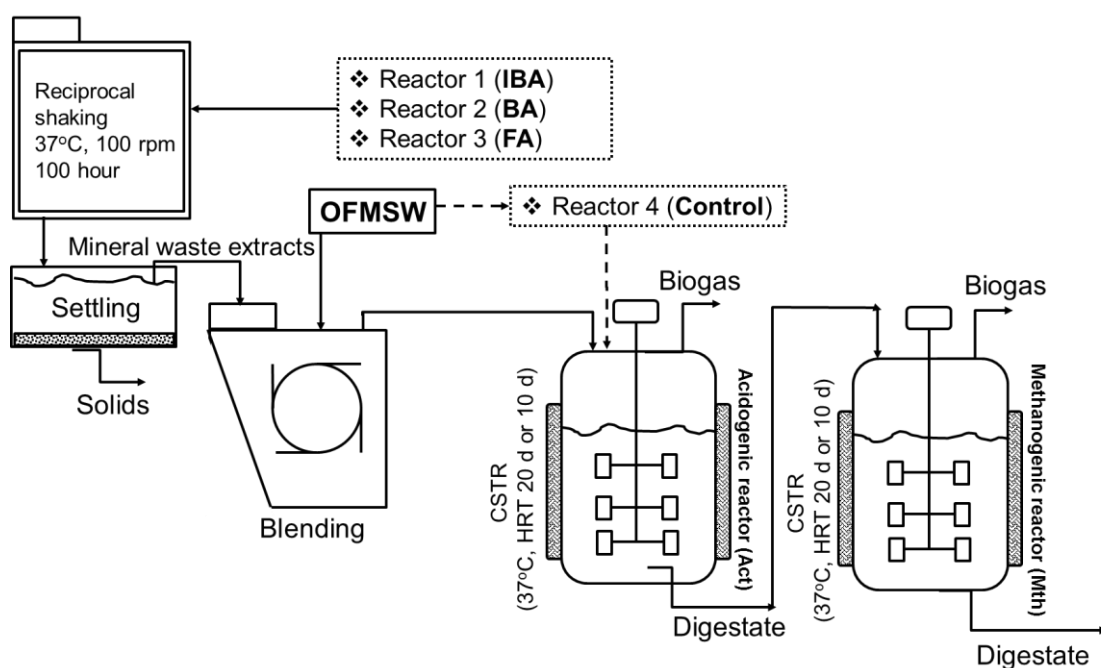 Reciprocal
shaking
37°C, 100 rpm
100 hour
❖ Reactor 1 (IBA)
❖ Reactor 2 (BA)
❖ Reactor 3 (FA)
OFMSW
❖ Reactor 4 (Control)
Mineral waste extracts
Settling
Solids
Blending
Biogas
CSTR
(37°C, HRT 20 d or 10 d)
Acidogenic reactor (Act)
Digestate
Biogas
CSTR
(37°C, HRT 20 d or 10 d)
Methanogenic reactor (Mth)
Digestate